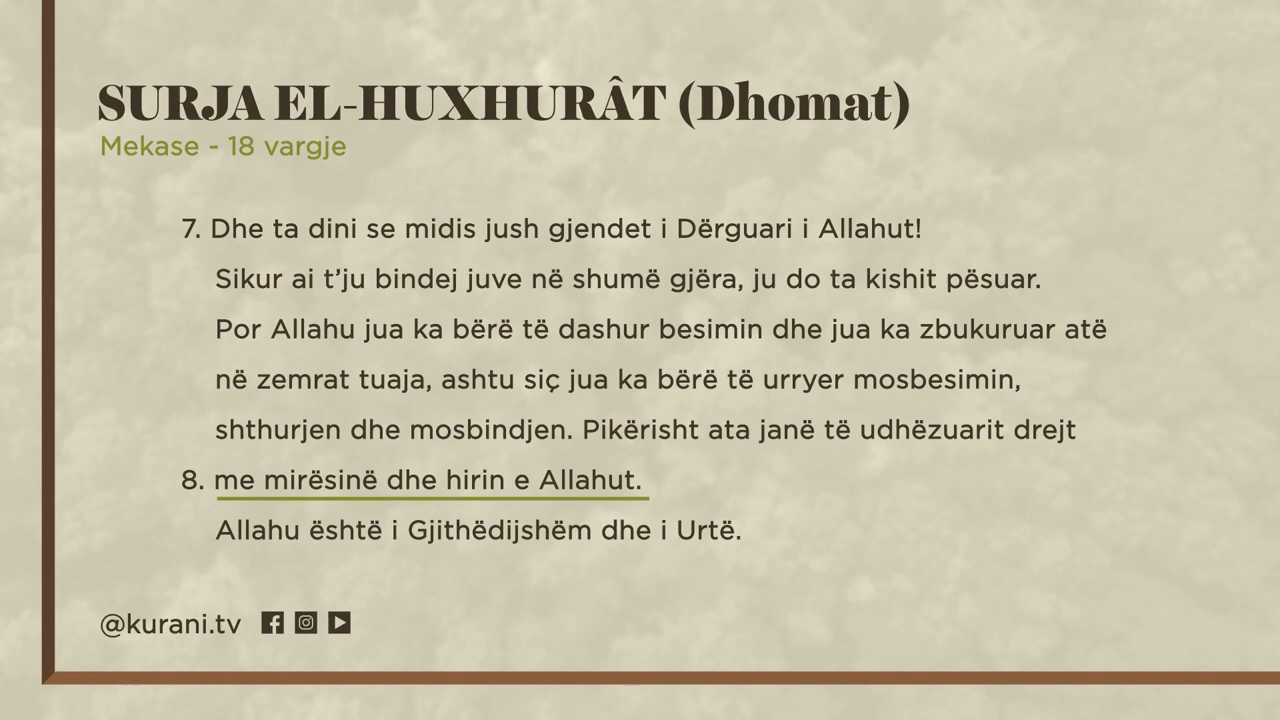 SURJA EL-HUXHURÂT (Dhomat)
Mekase - 18 vargje
7. Dhe ta dini se midis jush gjendet i Dërguari i Allahut!
Sikur ai t’ju bindej juve në shumë gjëra, ju do ta kishit pësuar.
Por Allahu jua ka bërë të dashur besimin dhe jua ka zbukuruar atë
në zemrat tuaja, ashtu siç jua ka bërë të urryer mosbesimin,
shthurjen dhe mosbindjen. Pikërisht ata janë të udhëzuarit drejt
8. me mirësinë dhe hirin e Allahut.
Allahu është i Gjithëdijshëm dhe i Urtë.
@kurani.tv